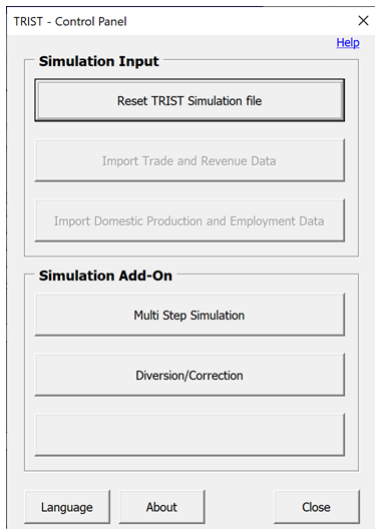 TRIST - Control Panel
Help
Simulation Input
Reset TRIST Simulation file
Import Trade and Revenue Data
Import Domestic Production and Employment Data
Simulation Add-On
Multi Step Simulation
Diversion/Correction
Language
About
Close